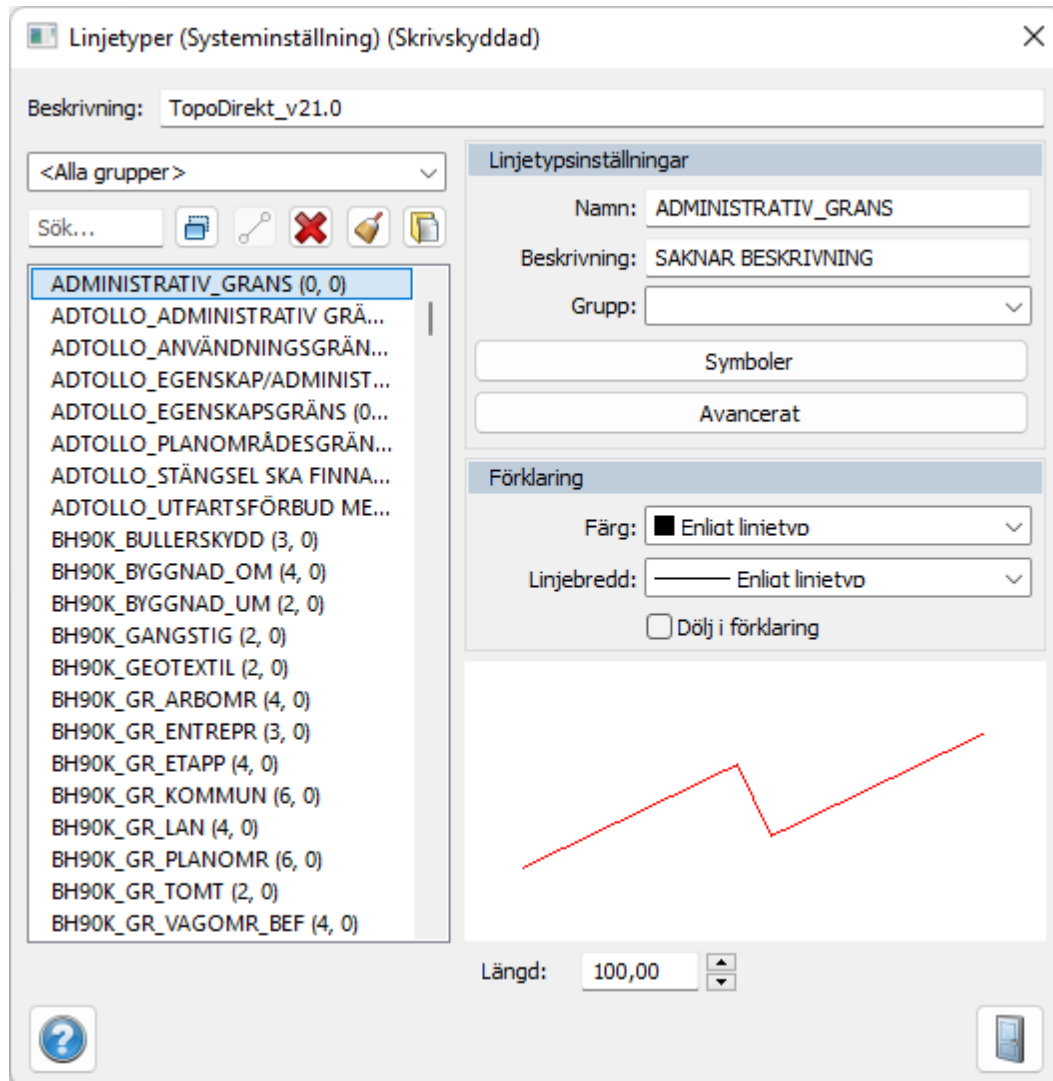 Linjetyper (Systeminställning) (Skrivskyddad)
Beskrivning: TopoDirekt_v21.0
<Alla grupper>
Sök...
ADMINISTRATIV_GRANS (0, 0)
ADTOLLO_ADMINISTRATIV GRÄ...
ADTOLLO_ANVÄNDNINGSGRÄN...
ADTOLLO_EGENSKAP/ADMINIST...
ADTOLLO_EGENSKAPSGRÄNS (0...
ADTOLLO_PLANOMRÅDESGRÄN...
ADTOLLO_STÄNGSEL SKA FINNA...
ADTOLLO_UTFARTSFÖRBUD ME...
BH90K_BULLERSKYDD (3, 0)
BH90K_BYGGNAD_OM (4, 0)
BH90K_BYGGNAD_UM (2, 0)
BH90K_GANGSTIG (2, 0)
BH90K_GEOTEXTIL (2, 0)
BH90K_GR_ARBOMR (4, 0)
BH90K_GR_ENTREPR (3, 0)
BH90K_GR_ETAPP (4, 0)
BH90K_GR_KOMMUN (6, 0)
BH90K_GR_LAN (4, 0)
BH90K_GR_PLANOMR (6, 0)
BH90K_GR_TOMT (2, 0)
BH90K_GR_VAGOMR_BEF (4, 0)
Linjetypsinställningar
Namn: ADMINISTRATIV_GRANS
Beskrivning: SAKNAR BESKRIVNING
Grupp:
Symboler
Avancerat
Förklaring
Färg: Enligt linjetyp
Linjebredd: Enligt linjetyp
Dölj i förklaring
Längd: 100,00